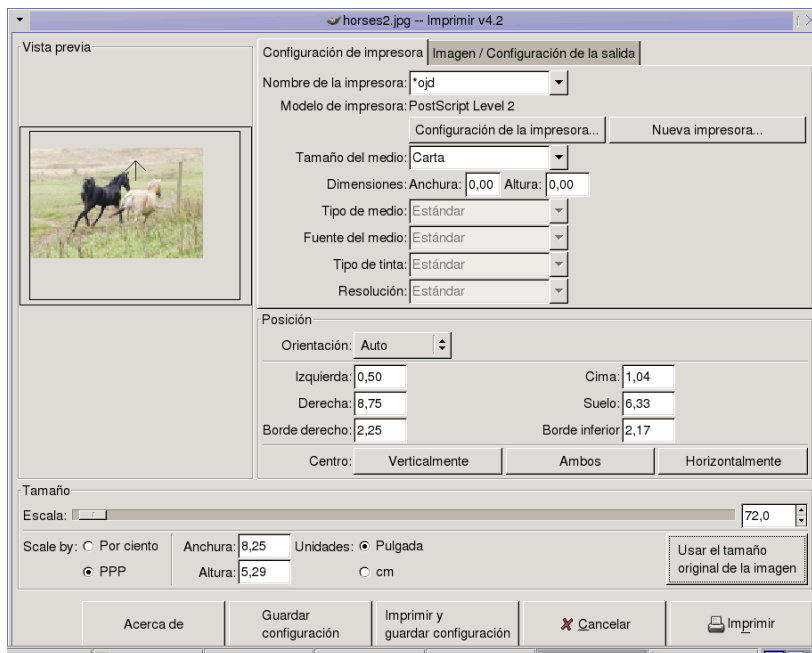 horses2.jpg -- Imprimir v4.2
Vista previa
Configuración de impresora
Imagen / Configuración de la salida
Nombre de la impresora: *ojd
Modelo de impresora: PostScript Level 2
Configuración de la impresora...
Nueva impresora...
Tamaño del medio: Carta
Dimensiones: Anchura: 0,00 Altura: 0,00
Tipo de medio: Estándar
Fuente del medio: Estándar
Tipo de tinta: Estándar
Resolución: Estándar
Posición
Orientación: Auto
Izquierda: 0,50 Cima: 1,04
Derecha: 8,75 Suelo: 6,33
Borde derecho: 2,25 Borde inferior 2,17
Centro: Verticalmente Ambos Horizontalmente
Tamaño
Escala: 72,0
Scale by: Por ciento Anchura: 8,25 Unidades: Pulgada
PPP Altura: 5,29 cm
Usar el tamaño
original de la imagen
Acerca de
Guardar
configuración
Imprimir y
guardar configuración
Cancelar
Imprimir